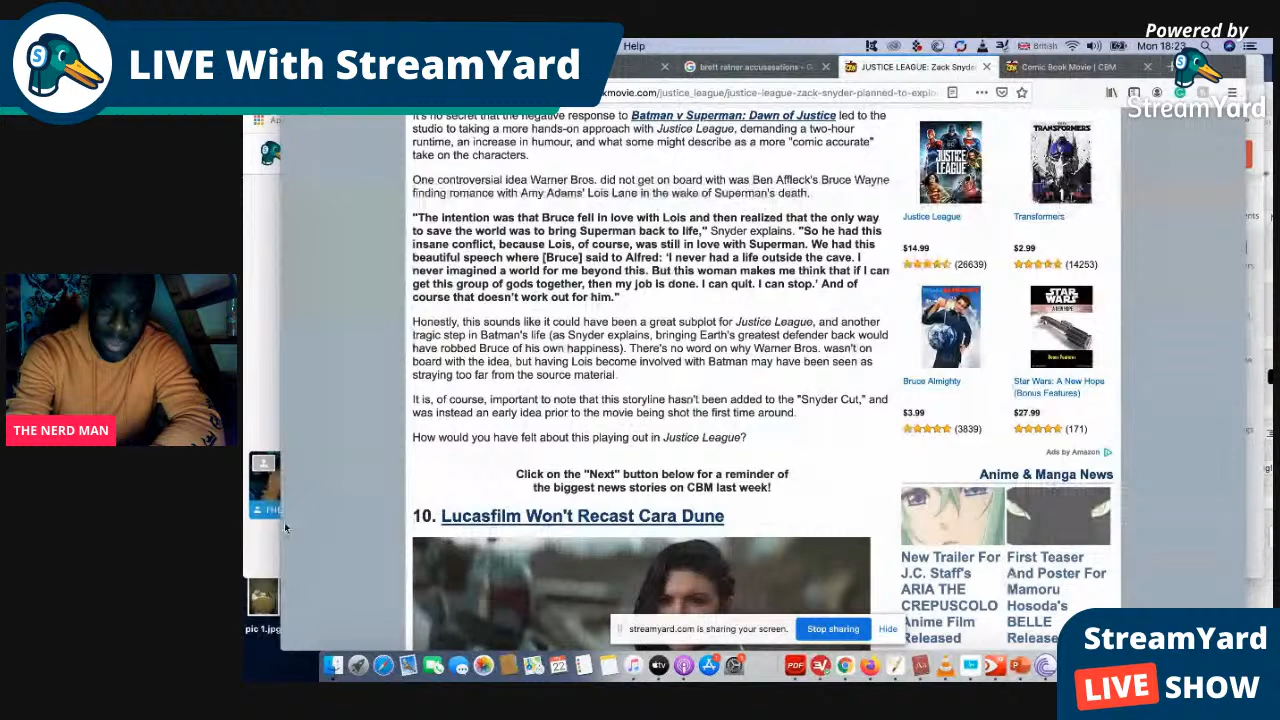 LIVE With StreamYard
Powered by
StreamYard
Help
British
Mon 18:23
brett ratner accusasations - G
JUSTICE LEAGUE: Zack Snyde
Comic Book Movie | CBM
kmovie.com/justice_league/justice-league-zack-snyder-planned-to-explo
It's no secret that the negative response to Batman v Superman: Dawn of Justice led to the
studio to taking a more hands-on approach with Justice League, demanding a two-hour
runtime, an increase in humour, and what some might describe as a more "comic accurate"
take on the characters.
One controversial idea Warner Bros. did not get on board with was Ben Affleck's Bruce Wayne
finding romance with Amy Adams' Lois Lane in the wake of Superman's death.
"The intention was that Bruce fell in love with Lois and then realized that the only way
to save the world was to bring Superman back to life," Snyder explains. "So he had this
insane conflict, because Lois, of course, was still in love with Superman. We had this
beautiful speech where [Bruce] said to Alfred: 'I never had a life outside the cave. I
never imagined a world for me beyond this. But this woman makes me think that if I can
get this group of gods together, then my job is done. I can quit. I can stop.' And of
course that doesn't work out for him."
Honestly, this sounds like it could have been a great subplot for Justice League, and another
tragic step in Batman's life (as Snyder explains, bringing Earth's greatest defender back would
have robbed Bruce of his own happiness). There's no word on why Warner Bros. wasn't on
board with the idea, but having Lois become involved with Batman may have been seen as
straying too far from the source material.
It is, of course, important to note that this storyline hasn't been added to the "Snyder Cut," and
was instead an early idea prior to the movie being shot the first time around.
How would you have felt about this playing out in Justice League?
Click on the "Next" button below for a reminder of
the biggest news stories on CBM last week!
10. Lucasfilm Won't Recast Cara Dune
JUSTICE LEAGUE
TRANSFORMERS
Justice League
Transformers
$14.99
$2.99
(26639)
(14253)
STAR WARS
Bruce Almighty
Star Wars: A New Hope
(Bonus Features)
$3.99
$27.99
(3839)
(171)
Ads by Amazon
Anime & Manga News
New Trailer For
J.C. Staff's
ARIA THE
CREPUSCOLO
Anime Film
Released
First Teaser
And Poster For
Mamoru
Hosoda's
BELLE
Release
streamyard.com is sharing your screen.
Stop sharing
Hide
THE NERD MAN
THE
pic 1.jpg
22
PDF
StreamYard
LIVE SHOW